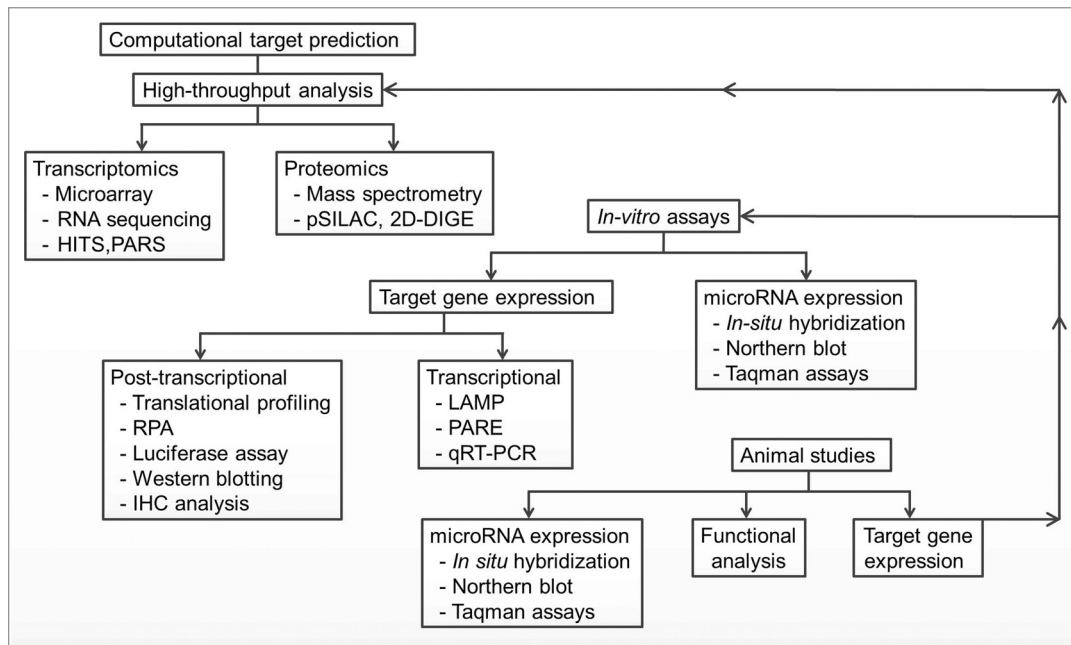 Computational target prediction
High-throughput analysis
Transcriptomics
- Microarray
- RNA sequencing
- HITS,PARS
Proteomics
- Mass spectrometry
- pSILAC, 2D-DIGE
In-vitro assays
Target gene expression
microRNA expression
- In-situ hybridization
- Northern blot
- Taqman assays
Post-transcriptional
- Translational profiling
- RPA
- Luciferase assay
- Western blotting
- IHC analysis
Transcriptional
- LAMP
- PARE
- qRT-PCR
Animal studies
microRNA expression
- In situ hybridization
- Northern blot
- Taqman assays
Functional
analysis
Target gene
expression